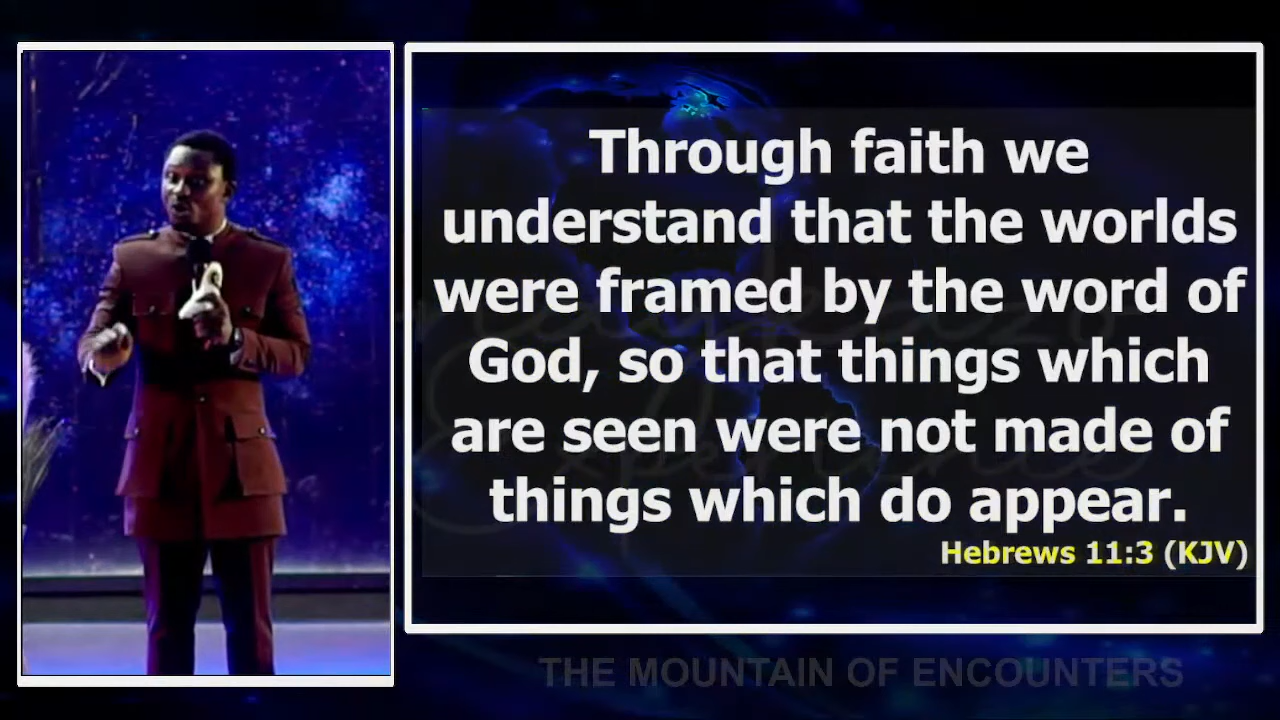 Through faith we
understand that the worlds
were framed by the word of
God, so that things which
are seen were not made of
things which do appear.
Hebrews 11:3 (KJV)
THE MOUNTAIN OF ENCOUNTERS